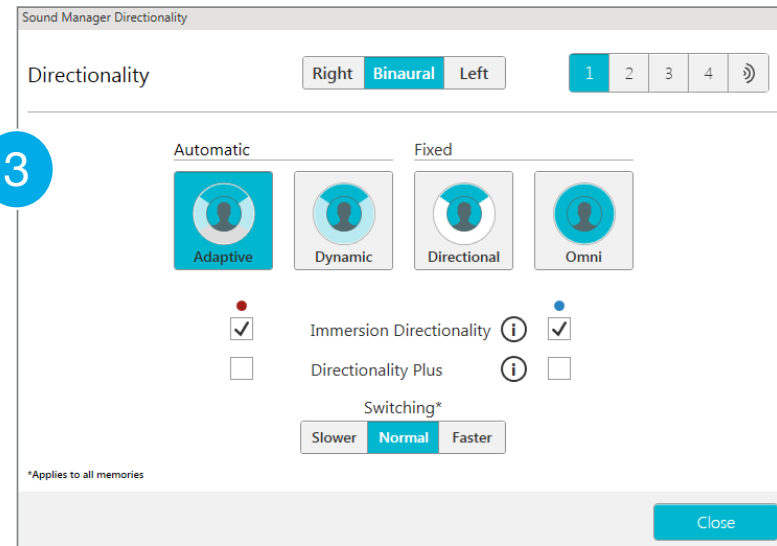 Sound Manager Directionality
Directionality Right Binaural Left 1 2 3 4
3
Automatic Fixed
Adaptive Dynamic Directional Omni
Immersion Directionality i
Directionality Plus i
Switching*
Slower Normal Faster
*Applies to all memories
Close